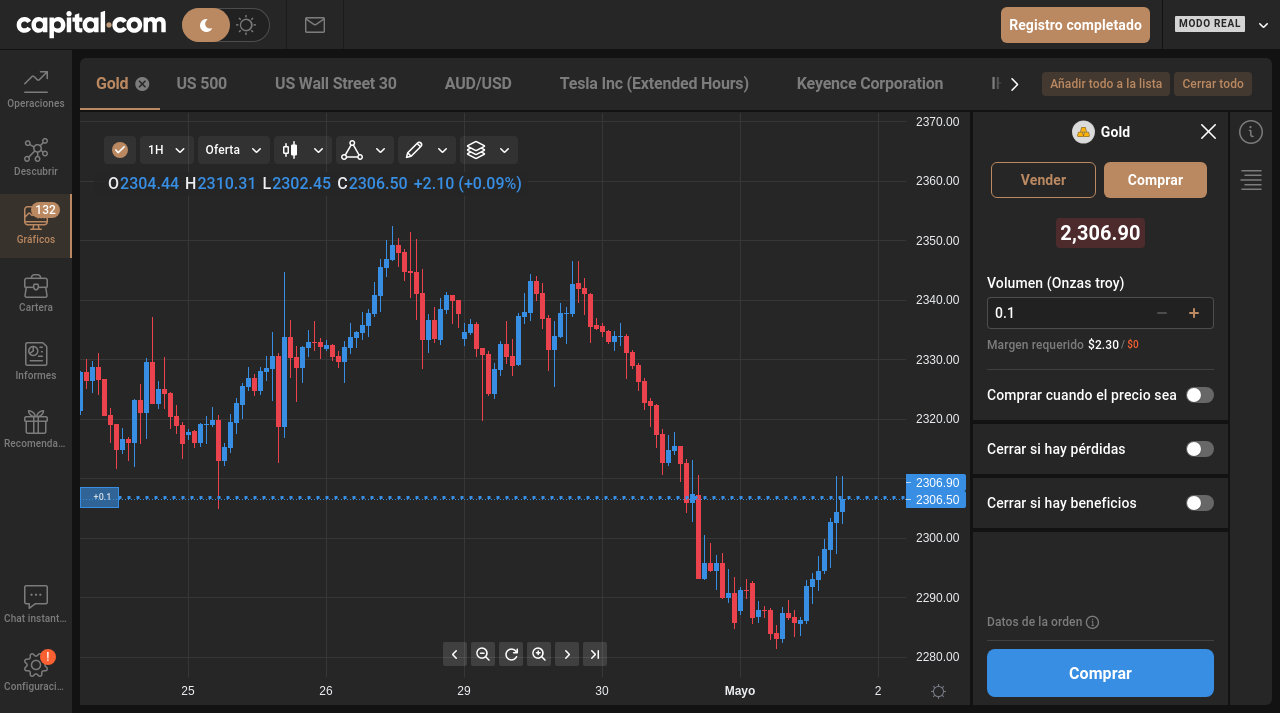 capital.com
Registro completado
MODO REAL
Operaciones
Descubrir
132
Gráficos
Cartera
Informes
Recomenda...
Chat instant...
!
Configuraci...
Gold US 500 US Wall Street 30 AUD/USD Tesla Inc (Extended Hours) Keyence Corporation
Añadir todo a la lista Cerrar todo
1H Oferta
O2304.44 H2310.31 L2302.45 C2306.50 +2.10 (+0.09%)
2370.00
2360.00
2350.00
2340.00
2330.00
2320.00
2306.90
2306.50
2300.00
2290.00
2280.00
+0.1
25 26 29 30 Mayo 2
Gold
Vender Comprar
2,306.90
Volumen (Onzas troy)
0.1
Margen requerido $2.30 / $0
Comprar cuando el precio sea
Cerrar si hay pérdidas
Cerrar si hay beneficios
Datos de la orden
Comprar